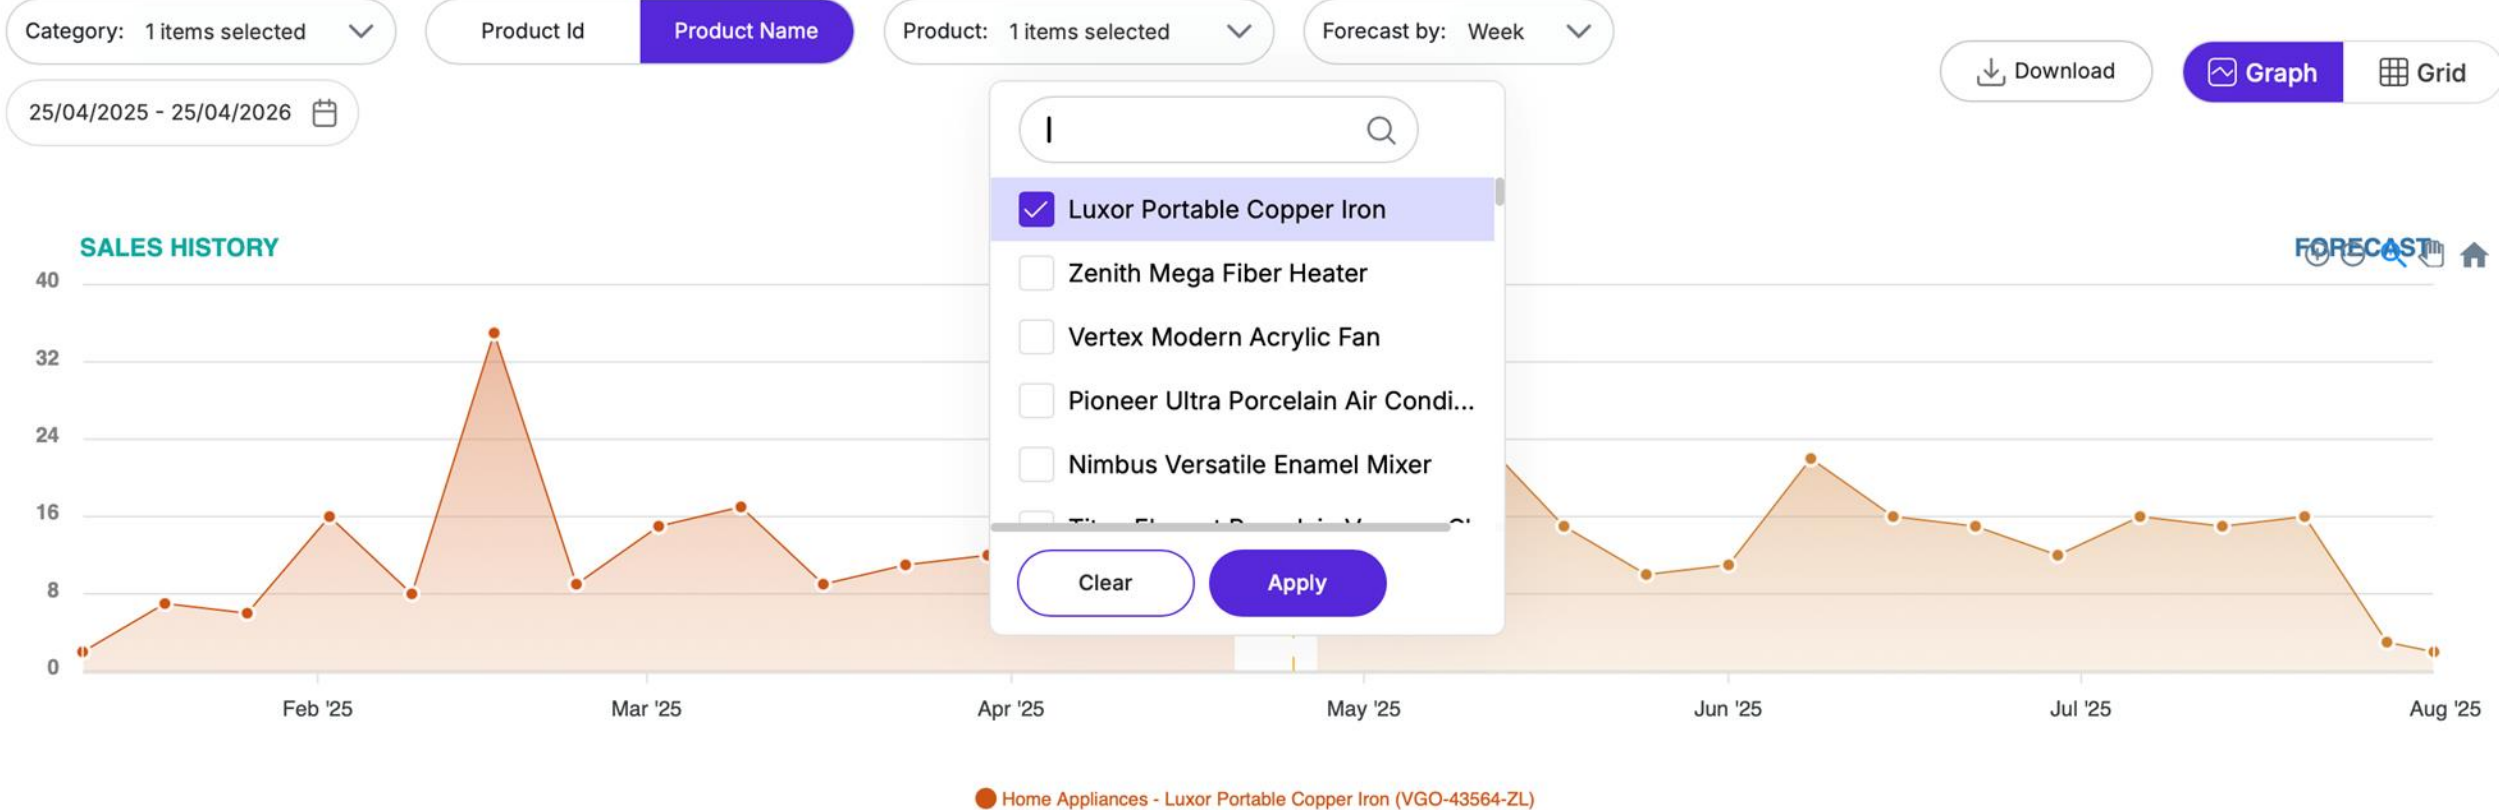 Category: 1 items selected
Product Id
Product Name
Product: 1 items selected
Forecast by: Week
Download
Graph
Grid
25/04/2025 - 25/04/2026
Luxor Portable Copper Iron
Zenith Mega Fiber Heater
Vertex Modern Acrylic Fan
Pioneer Ultra Porcelain Air Condi...
Nimbus Versatile Enamel Mixer
Clear
Apply
SALES HISTORY
FORECAST
40
32
24
16
8
0
Feb '25
Mar '25
Apr '25
May '25
Jun '25
Jul '25
Aug '25
Home Appliances - Luxor Portable Copper Iron (VGO-43564-ZL)